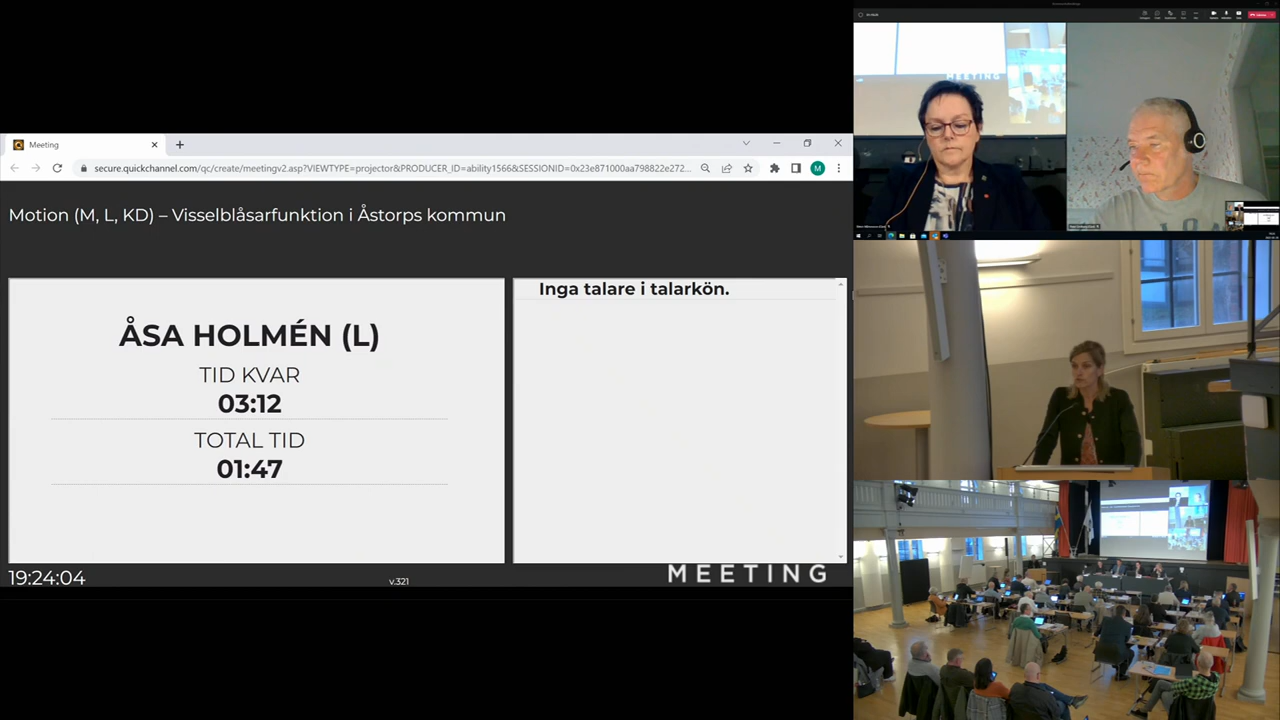 Meeting
secure.quickchannel.com/qc/create/meetingv2.asp?VIEWTYPE=projector&PRODUCER_ID=ability1566&SESSIONID=0x23e871000aa798822e272...
M
Motion (M, L, KD) – Visselblåsarfunktion i Åstorps kommun
ÅSA HOLMÉN (L)
TID KVAR
03:12
TOTAL TID
01:47
Inga talare i talarkön.
19:24:04
v.321
MEETING
MEETING